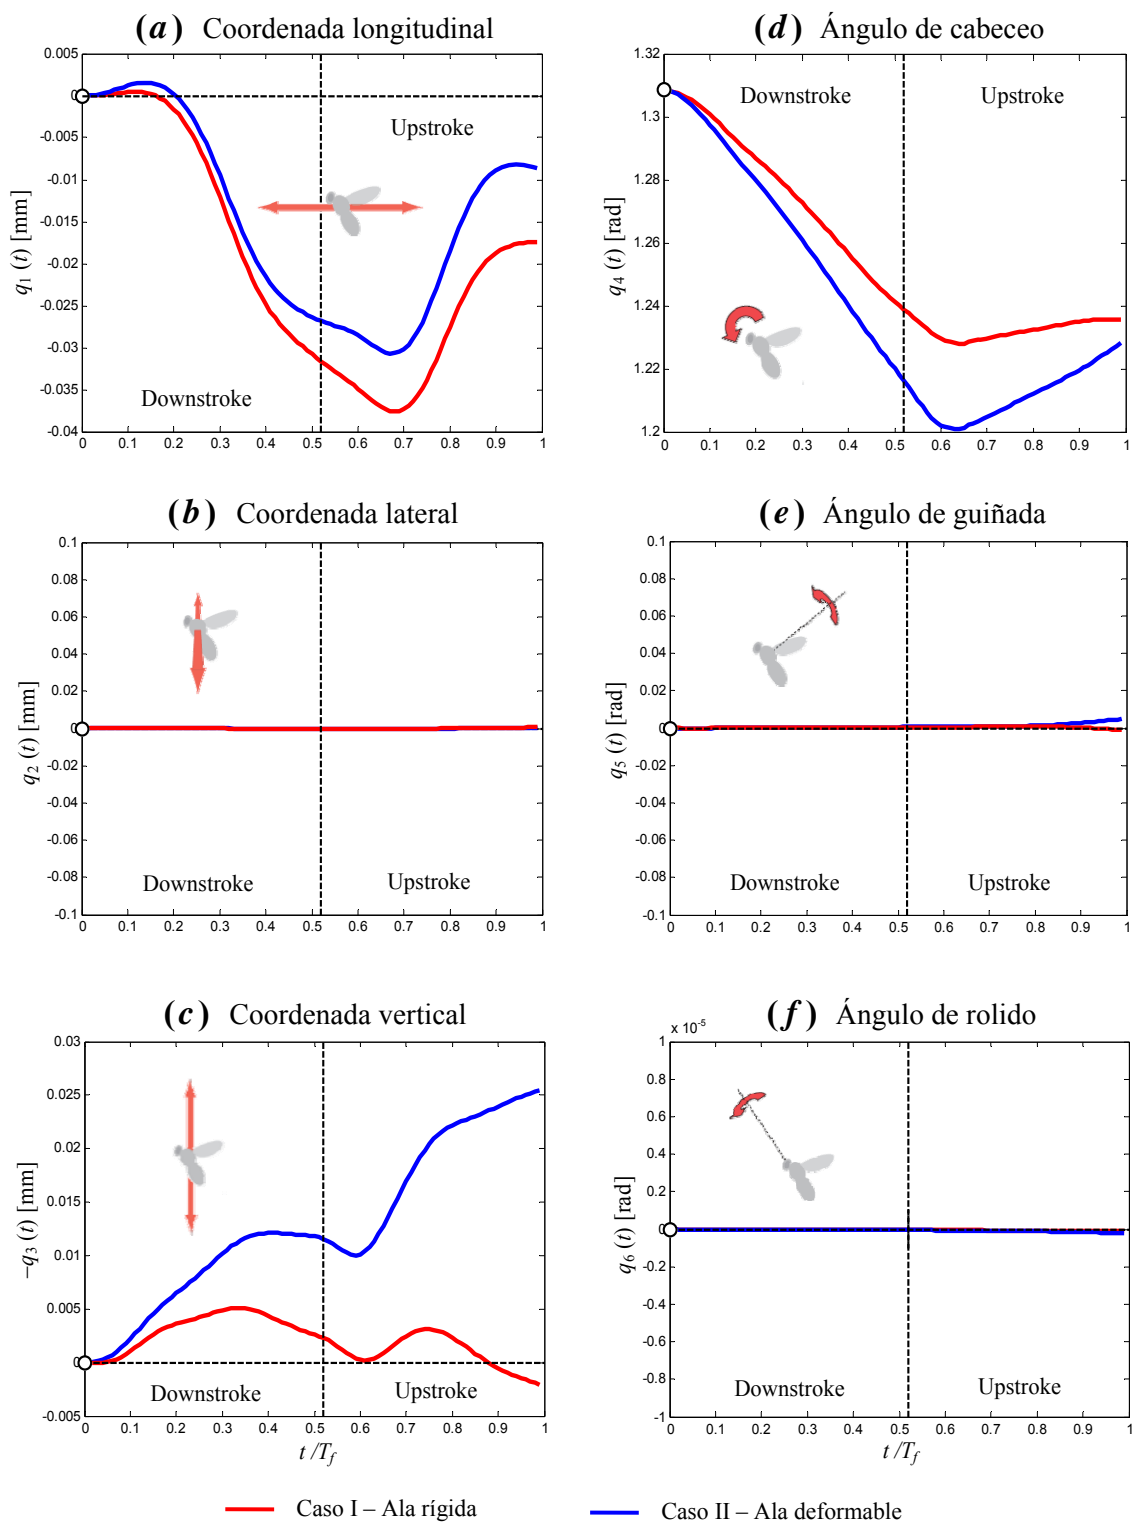 (a) Coordenada longitudinal
0.005
0
-0.005
-0.01
-0.015
-0.02
-0.025
-0.03
-0.035
-0.04
q1 (t) [mm]
Upstroke
Downstroke
0 0.1 0.2 0.3 0.4 0.5 0.6 0.7 0.8 0.9 1
(d) Ángulo de cabeceo
1.32
1.3
1.28
1.26
1.24
1.22
1.2
q4 (t) [rad]
Downstroke Upstroke
0 0.1 0.2 0.3 0.4 0.5 0.6 0.7 0.8 0.9 1
(b) Coordenada lateral
0.1
0.08
0.06
0.04
0.02
0
-0.02
-0.04
-0.06
-0.08
-0.1
q2 (t) [mm]
Downstroke Upstroke
0 0.1 0.2 0.3 0.4 0.5 0.6 0.7 0.8 0.9 1
(e) Ángulo de guiñada
0.1
0.08
0.06
0.04
0.02
0
-0.02
-0.04
-0.06
-0.08
-0.1
q5 (t) [rad]
Downstroke Upstroke
0 0.1 0.2 0.3 0.4 0.5 0.6 0.7 0.8 0.9 1
(c) Coordenada vertical
0.03
0.025
0.02
0.015
0.01
0.005
0
-0.005
−q3 (t) [mm]
Downstroke Upstroke
0 0.1 0.2 0.3 0.4 0.5 0.6 0.7 0.8 0.9 1
t /Tf
(f) Ángulo de rolido
x 10-5
1
0.8
0.6
0.4
0.2
0
-0.2
-0.4
-0.6
-0.8
-1
q6 (t) [rad]
Downstroke Upstroke
0 0.1 0.2 0.3 0.4 0.5 0.6 0.7 0.8 0.9 1
t /Tf
Caso I – Ala rígida Caso II – Ala deformable